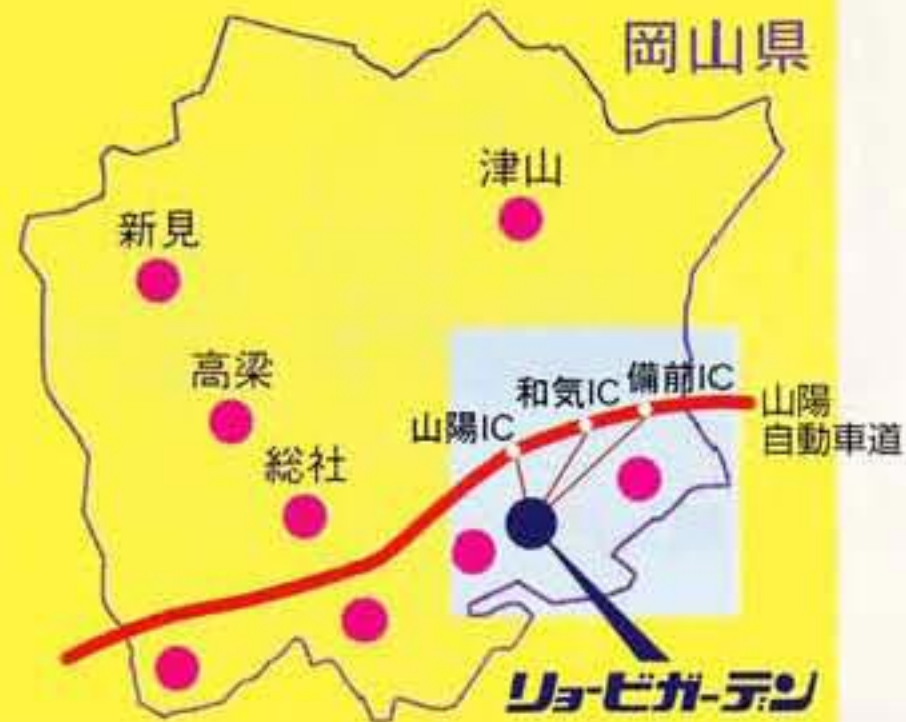 岡山県
津山
新見
高梁
総社
山陽IC
和気IC
備前IC
山陽
自動車道
リョービガーデン